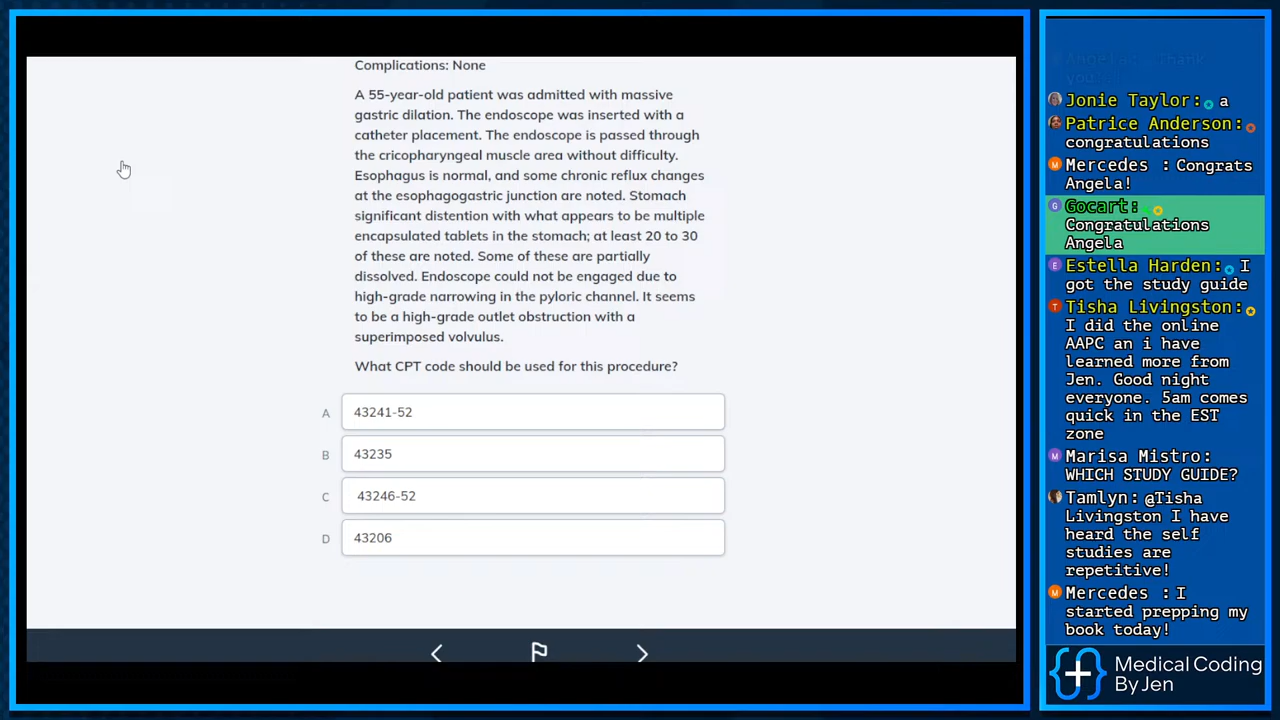 Complications: None
A 55-year-old patient was admitted with massive
gastric dilation. The endoscope was inserted with a
catheter placement. The endoscope is passed through
the cricopharyngeal muscle area without difficulty.
Esophagus is normal, and some chronic reflux changes
at the esophagogastric junction are noted. Stomach
significant distention with what appears to be multiple
encapsulated tablets in the stomach; at least 20 to 30
of these are noted. Some of these are partially
dissolved. Endoscope could not be engaged due to
high-grade narrowing in the pyloric channel. It seems
to be a high-grade outlet obstruction with a
superimposed volvulus.
What CPT code should be used for this procedure?
A 43241-52
B 43235
C 43246-52
D 43206
Angela: Thank
you
Jonie Taylor: a
Patrice Anderson:
congratulations
Mercedes : Congrats
Angela!
Gocart:
Congratulations
Angela
Estella Harden: I
got the study guide
Tisha Livingston:
I did the online
AAPC an i have
learned more from
Jen. Good night
everyone. 5am comes
quick in the EST
zone
Marisa Mistro:
WHICH STUDY GUIDE?
Tamlyn: @Tisha
Livingston I have
heard the self
studies are
repetitive!
Mercedes : I
started prepping my
book today!
Medical Coding
By Jen